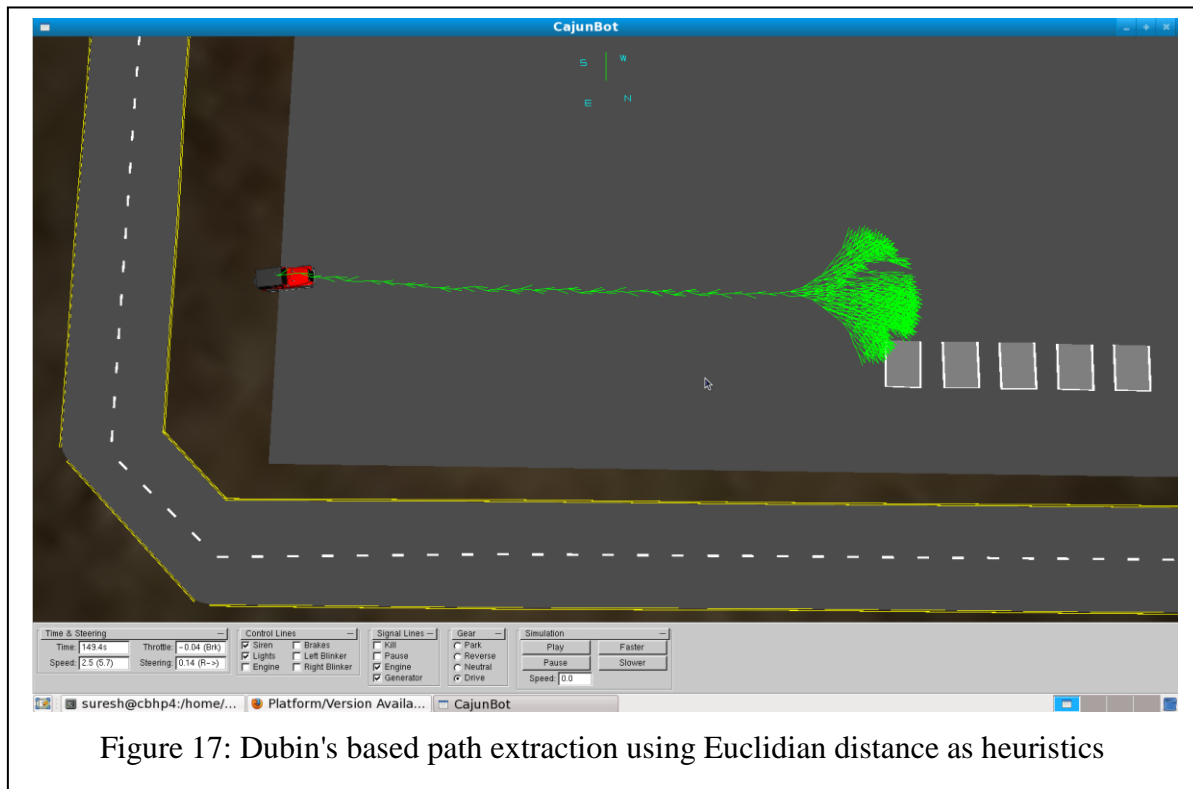 CajunBot
S W
E N
Time & Steering
Time: 149.4s Throttle: -0.04 (Brk)
Speed: 2.5 (5.7) Steering: 0.14 (R->)
Control Lines
Siren Brakes
Lights Left Blinker
Engine Right Blinker
Signal Lines
Kill
Pause
Engine
Generator
Gear
Park
Reverse
Neutral
Drive
Simulation
Play Faster
Pause Slower
Speed: 0.0
suresh@cbhp4:/home/... Platform/Version Availa... CajunBot
Figure 17: Dubin's based path extraction using Euclidian distance as heuristics